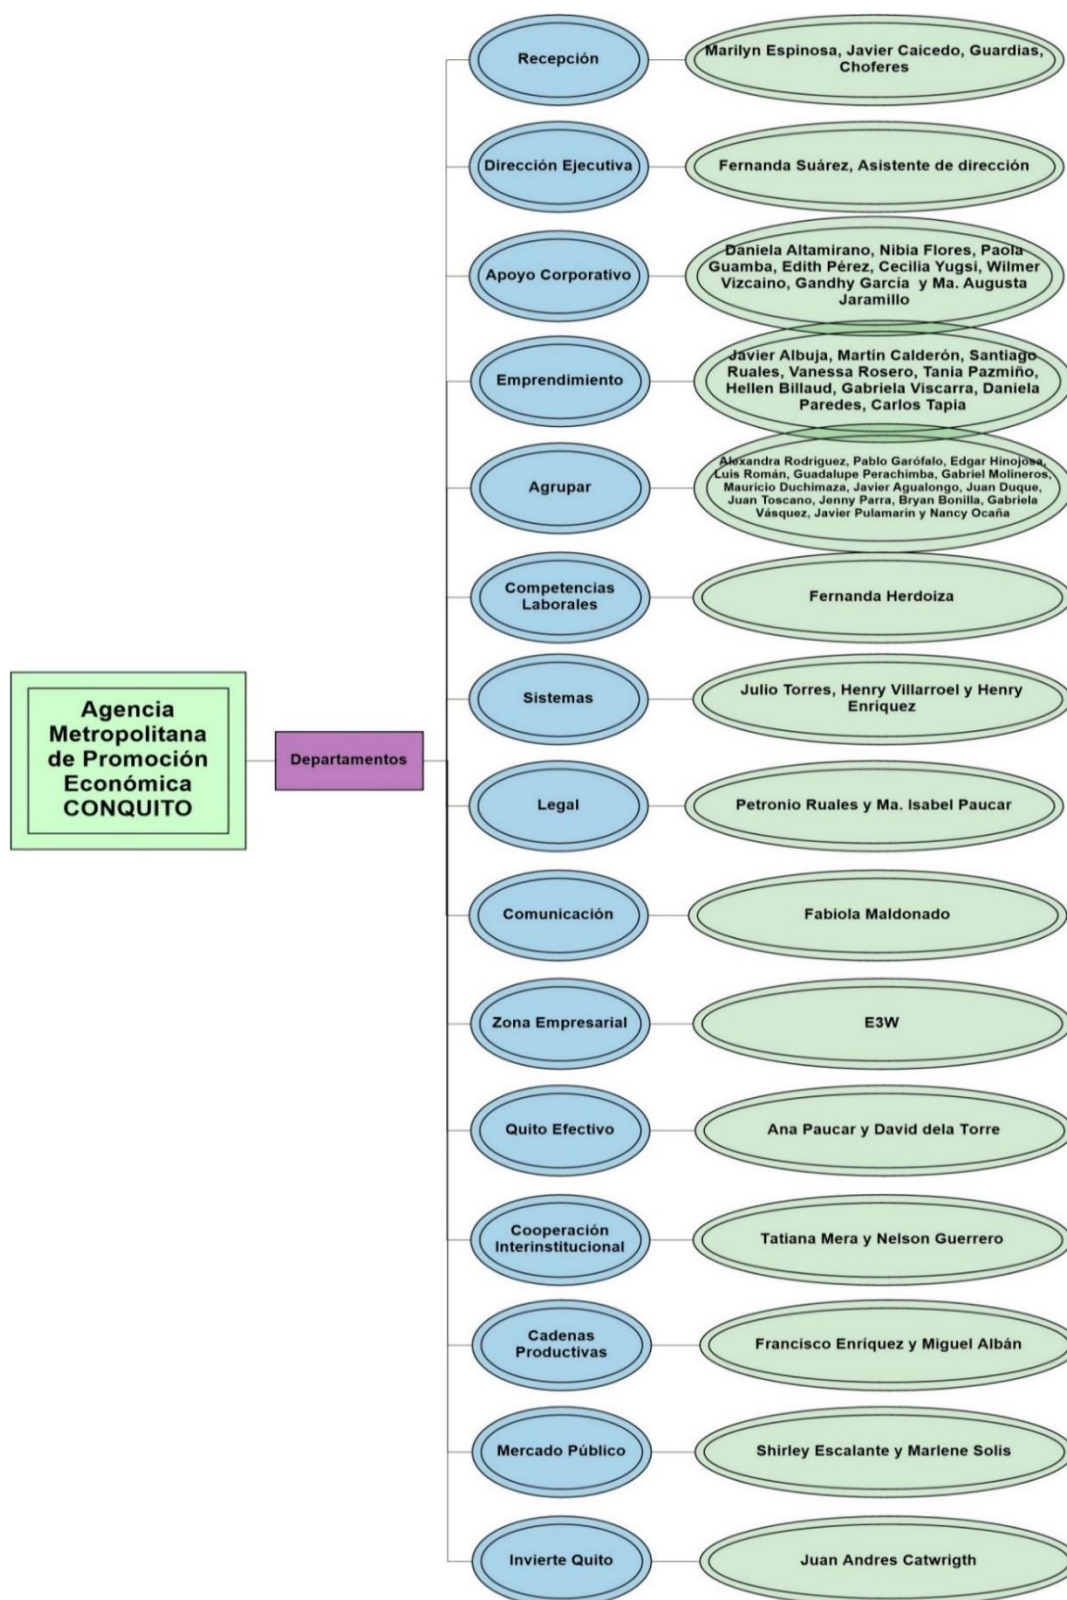 Agencia
Metropolitana
de Promoción
Económica
CONQUITO
Departamentos
Recepción
Marilyn Espinosa, Javier Caicedo, Guardias,
Choferes
Dirección Ejecutiva
Fernanda Suárez, Asistente de dirección
Apoyo Corporativo
Daniela Altamirano, Nibia Flores, Paola
Guamba, Edith Pérez, Cecilia Yugsi, Wilmer
Vizcaino, Gandhy García y Ma. Augusta
Jaramillo
Emprendimiento
Javier Albuja, Martín Calderón, Santiago
Ruales, Vanessa Rosero, Tania Pazmiño,
Hellen Billaud, Gabriela Viscarra, Daniela
Paredes, Carlos Tapia
Agrupar
Alexandra Rodriguez, Pablo Garófalo, Edgar Hinojosa,
Luis Román, Guadalupe Perachimba, Gabriel Molineros,
Mauricio Duchimaza, Javier Agualongo, Juan Duque,
Juan Toscano, Jenny Parra, Bryan Bonilla, Gabriela
Vásquez, Javier Pulamarin y Nancy Ocaña
Competencias
Laborales
Fernanda Herdoiza
Sistemas
Julio Torres, Henry Villarroel y Henry
Enríquez
Legal
Petronio Ruales y Ma. Isabel Paucar
Comunicación
Fabiola Maldonado
Zona Empresarial
E3W
Quito Efectivo
Ana Paucar y David dela Torre
Cooperación
Interinstitucional
Tatiana Mera y Nelson Guerrero
Cadenas
Productivas
Francisco Enríquez y Miguel Albán
Mercado Público
Shirley Escalante y Marlene Solis
Invierte Quito
Juan Andres Catwrigth